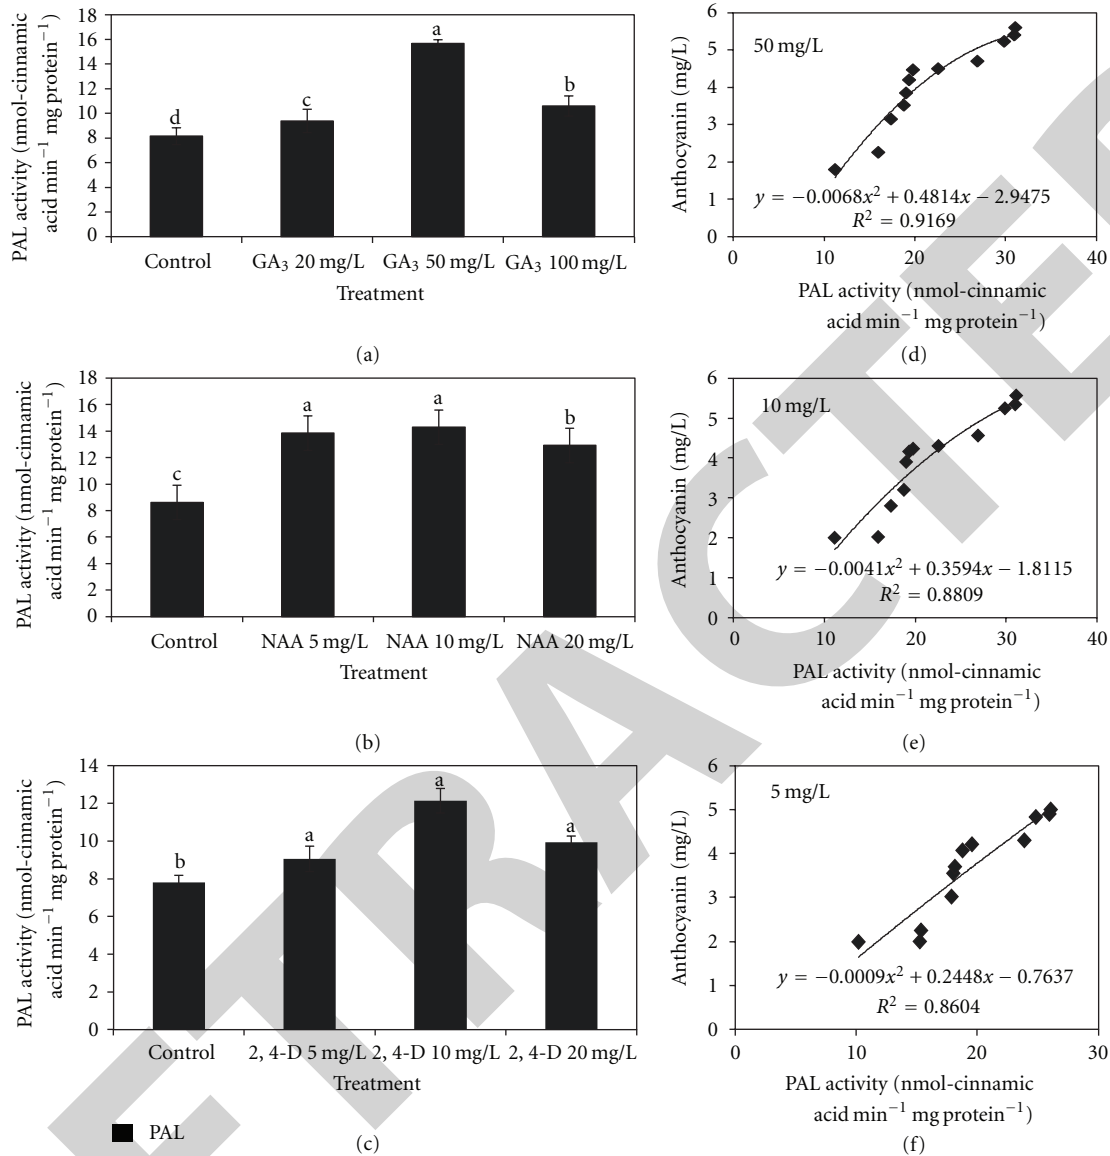 PAL activity (nmol-cinnamic
acid min⁻¹ mg protein⁻¹)
18
16
14
12
10
8
6
4
2
0
d
c
a
b
Control
GA₃ 20 mg/L
GA₃ 50 mg/L
GA₃ 100 mg/L
Treatment
(a)
Anthocyanin (mg/L)
6
5
4
3
2
1
0
50 mg/L
y = −0.0068x² + 0.4814x − 2.9475
R² = 0.9169
0
10
20
30
40
PAL activity (nmol-cinnamic
acid min⁻¹ mg protein⁻¹)
(d)
PAL activity (nmol-cinnamic
acid min⁻¹ mg protein⁻¹)
18
16
14
12
10
8
6
4
2
0
c
a
a
b
Control
NAA 5 mg/L
NAA 10 mg/L
NAA 20 mg/L
Treatment
(b)
Anthocyanin (mg/L)
6
5
4
3
2
1
0
10 mg/L
y = −0.0041x² + 0.3594x − 1.8115
R² = 0.8809
0
10
20
30
40
PAL activity (nmol-cinnamic
acid min⁻¹ mg protein⁻¹)
(e)
PAL activity (nmol-cinnamic
acid min⁻¹ mg protein⁻¹)
14
12
10
8
6
4
2
0
b
a
a
a
Control
2, 4-D 5 mg/L
2, 4-D 10 mg/L
2, 4-D 20 mg/L
Treatment
PAL
(c)
Anthocyanin (mg/L)
6
5
4
3
2
1
0
5 mg/L
y = −0.0009x² + 0.2448x − 0.7637
R² = 0.8604
0
10
20
30
PAL activity (nmol-cinnamic
acid min⁻¹ mg protein⁻¹)
(f)
ETRACTE